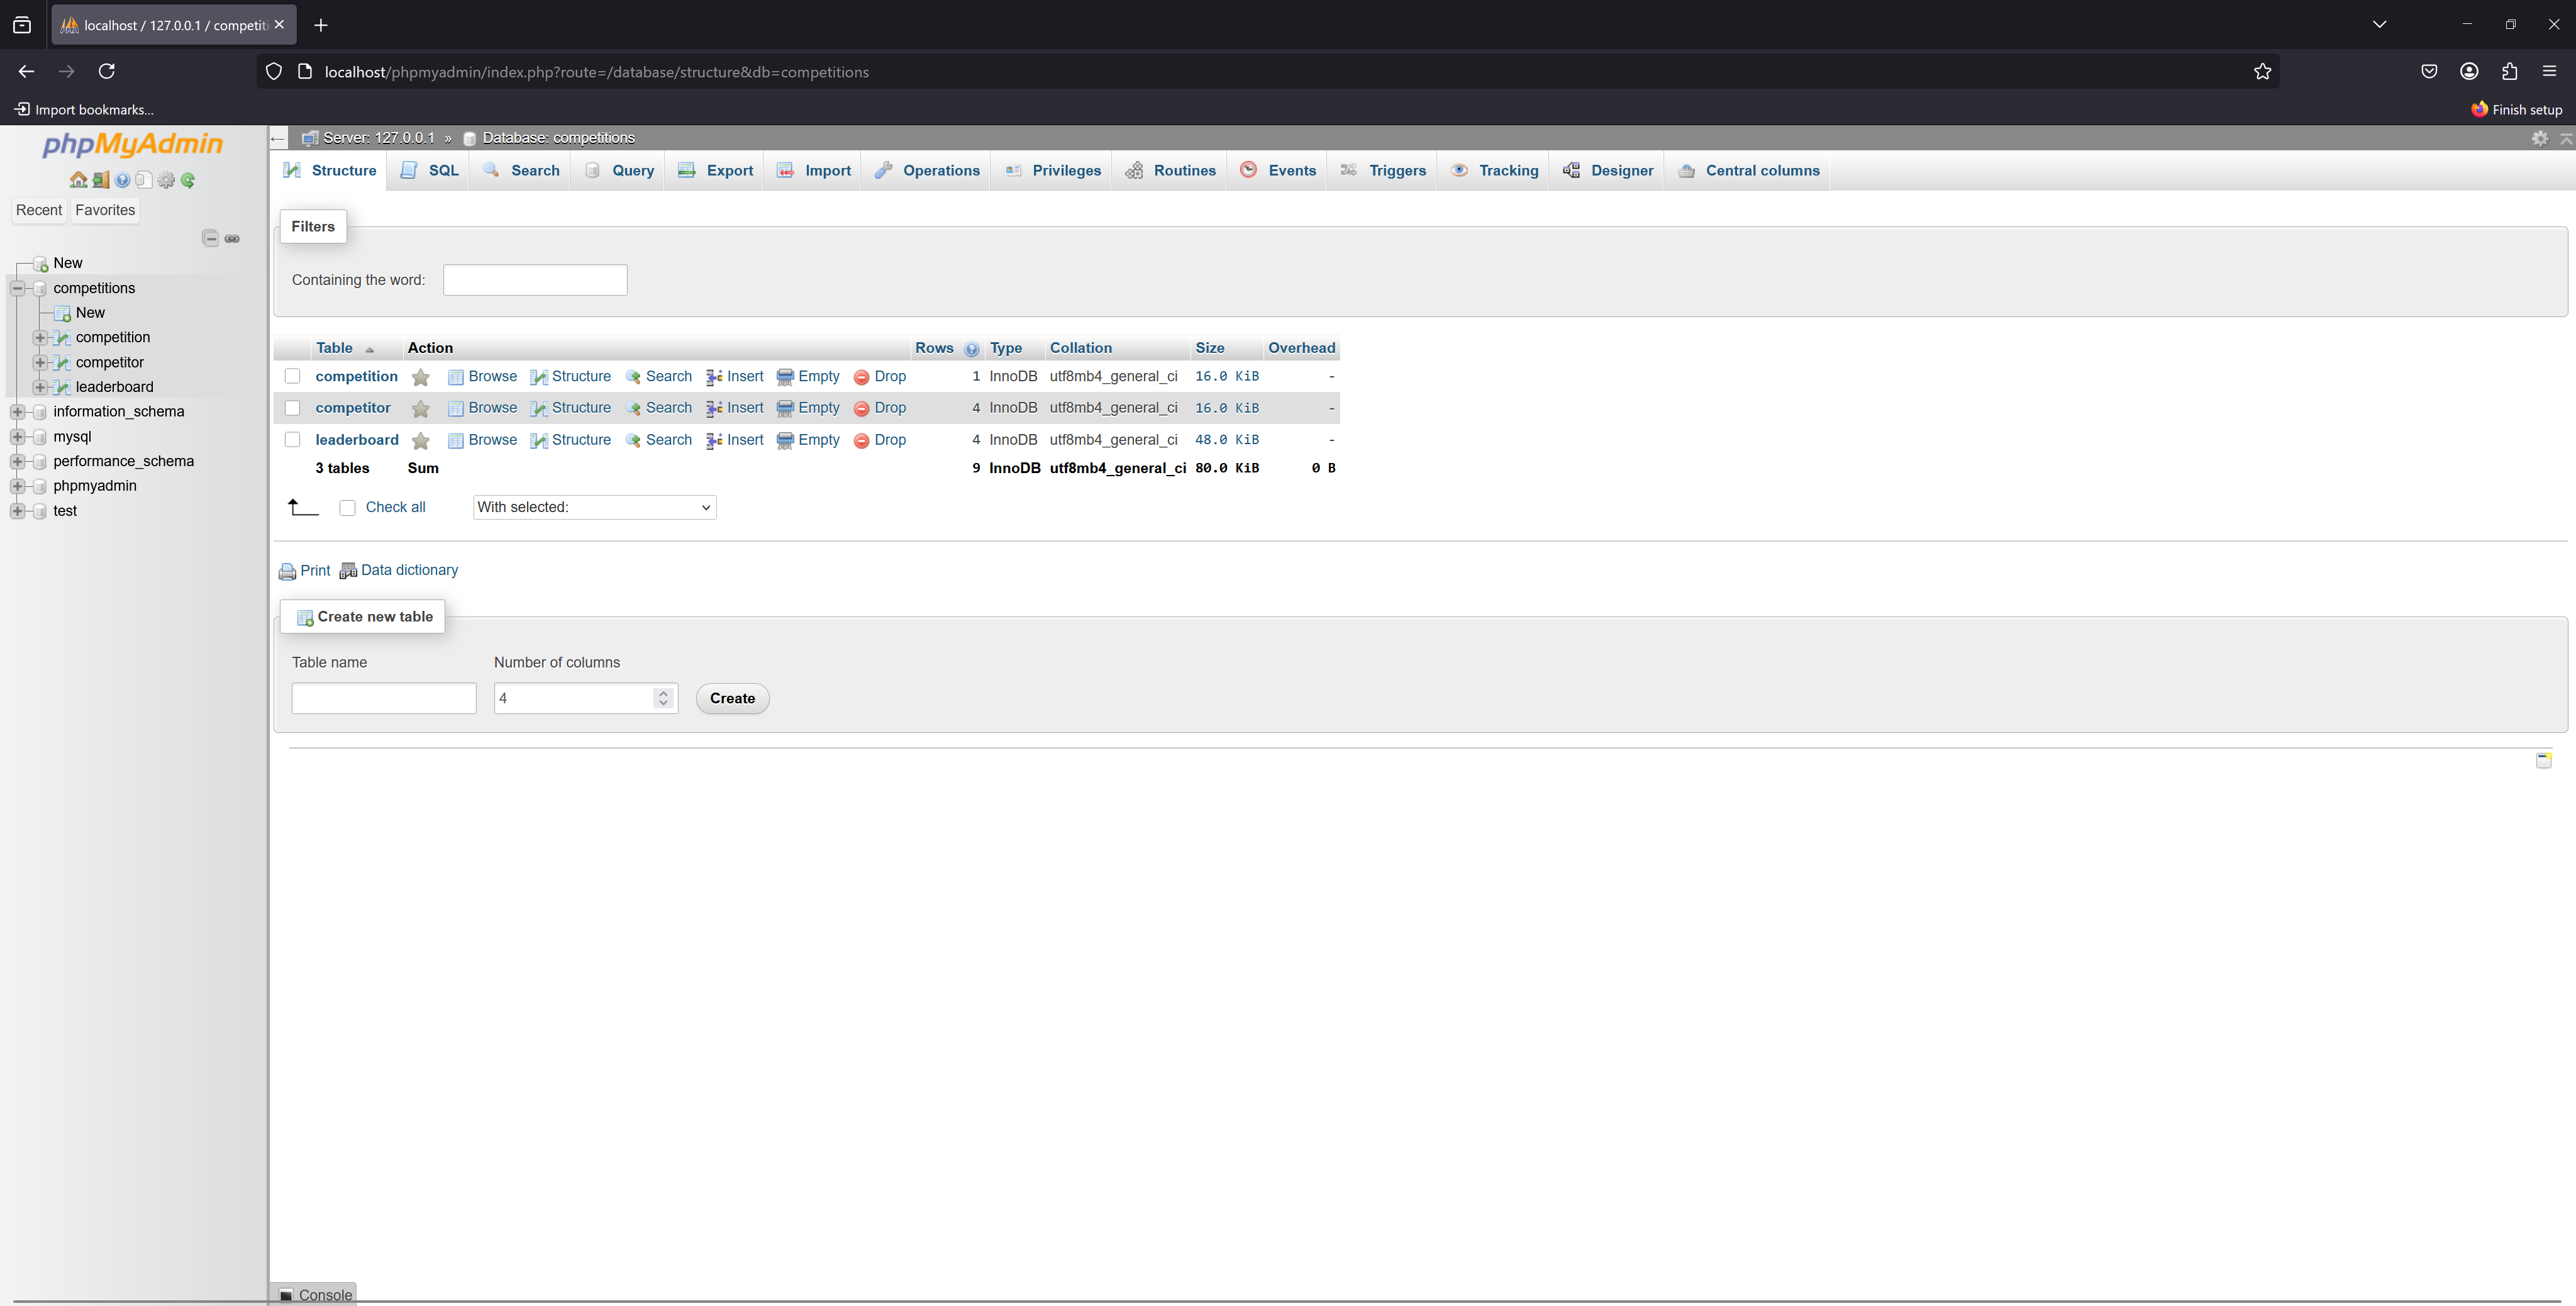 localhost / 127.0.0.1 / competiti
localhost/phpmyadmin/index.php?route=/database/structure&db=competitions
Import bookmarks...
Finish setup
phpMyAdmin
Recent Favorites
New
competitions
New
competition
competitor
leaderboard
information_schema
mysql
performance_schema
phpmyadmin
test
Server: 127.0.0.1 » Database: competitions
Structure SQL Search Query Export Import Operations Privileges Routines Events Triggers Tracking Designer Central columns
Filters
Containing the word:
Table Action Rows Type Collation Size Overhead
competition Browse Structure Search Insert Empty Drop 1 InnoDB utf8mb4_general_ci 16.0 KiB -
competitor Browse Structure Search Insert Empty Drop 4 InnoDB utf8mb4_general_ci 16.0 KiB -
leaderboard Browse Structure Search Insert Empty Drop 4 InnoDB utf8mb4_general_ci 48.0 KiB -
3 tables Sum 9 InnoDB utf8mb4_general_ci 80.0 KiB 0 B
Check all With selected:
Print Data dictionary
Create new table
Table name Number of columns
4 Create
Console